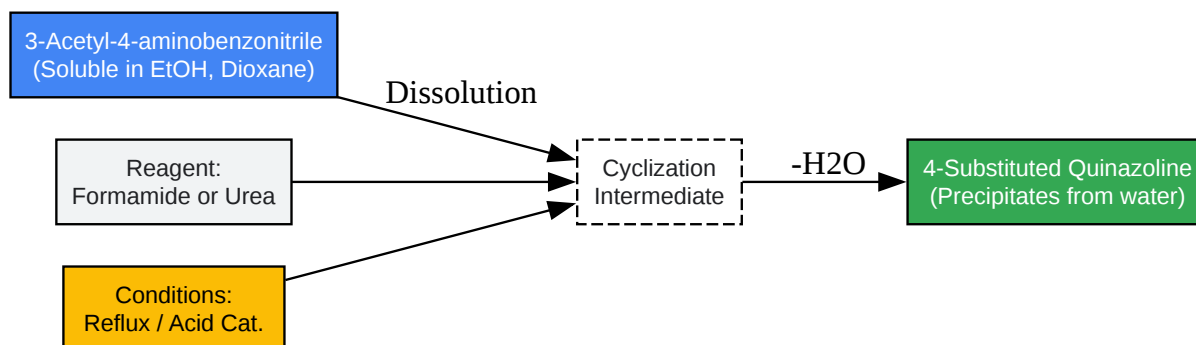 3-Acetyl-4-aminobenzonitrile
(Soluble in EtOH, Dioxane)
Dissolution
Reagent:
Formamide or Urea
Cyclization
Intermediate
-H2O
4-Substituted Quinazoline
(Precipitates from water)
Conditions:
Reflux / Acid Cat.